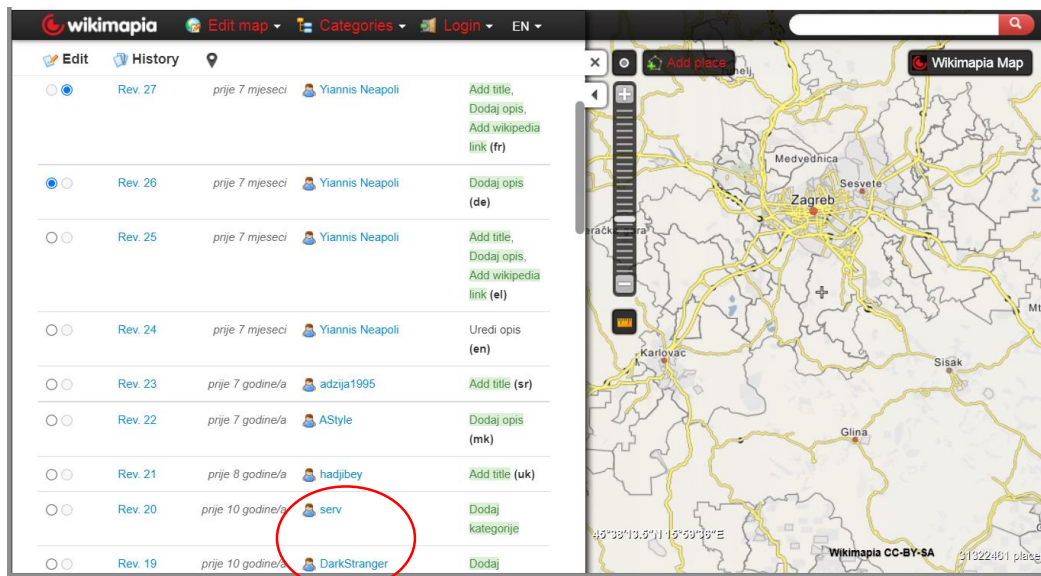 wikimapia Edit map Categories Login EN
Edit History
Rev. 27 prije 7 mjeseci Yiannis Neapoli Add title,
Dodaj opis,
Add wikipedia
link (fr)
Rev. 26 prije 7 mjeseci Yiannis Neapoli Dodaj opis
(de)
Rev. 25 prije 7 mjeseci Yiannis Neapoli Add title,
Dodaj opis,
Add wikipedia
link (el)
Rev. 24 prije 7 mjeseci Yiannis Neapoli Uredi opis
(en)
Rev. 23 prije 7 godine/a adzija1995 Add title (sr)
Rev. 22 prije 7 godine/a AStyle Dodaj opis
(mk)
Rev. 21 prije 8 godine/a hadjibey Add title (uk)
Rev. 20 prije 10 godine/a serv Dodaj
kategorije
Rev. 19 prije 10 godine/a DarkStranger Dodaj
Add place
Wikimapia Map
Medvednica
Sesvete
Zagreb
Karlovac
Sisak
Glina
Wikimapia CC-BY-SA
31322461 place